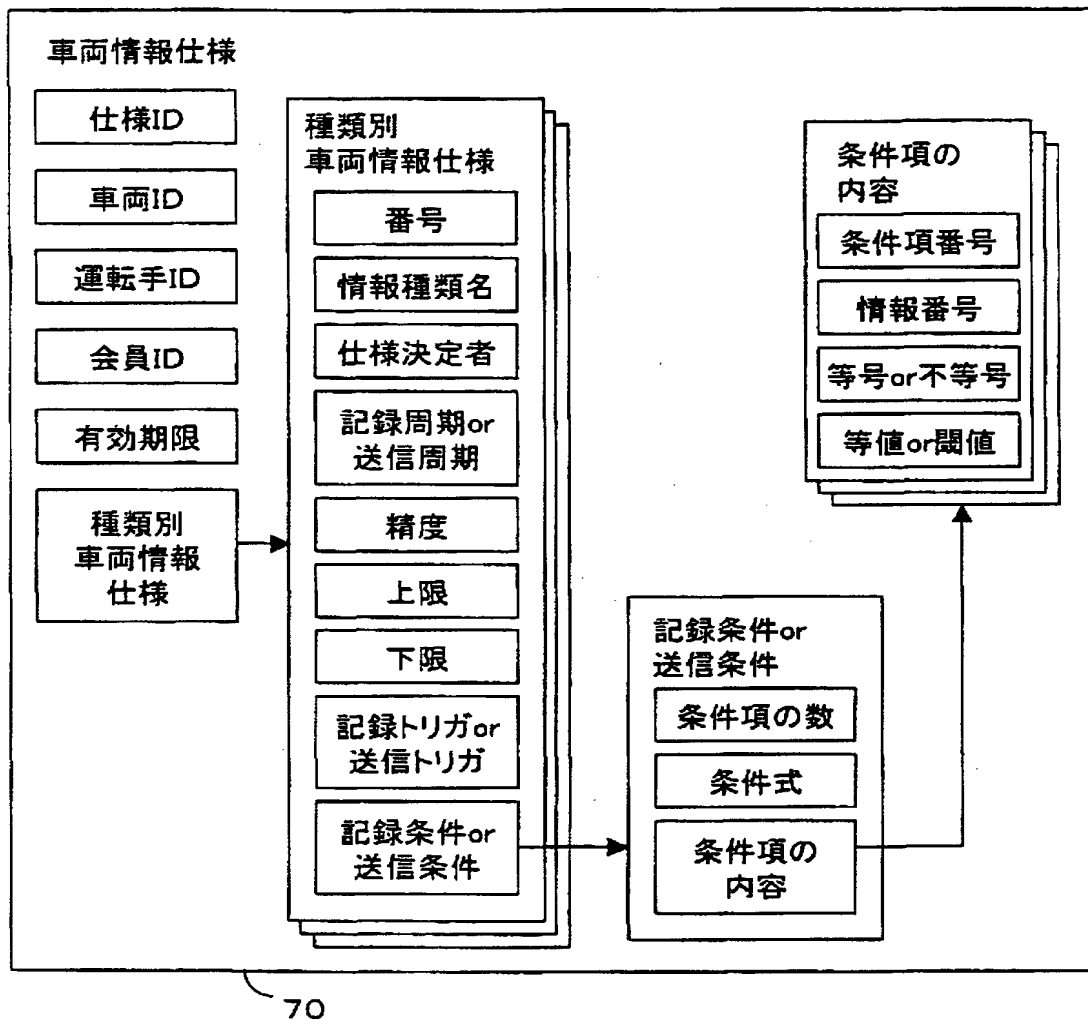 車両情報仕様
仕様ID
車両ID
運転手ID
会員ID
有効期限
種類別
車両情報
仕様
種類別
車両情報仕様
番号
情報種類名
仕様決定者
記録周期or
送信周期
精度
上限
下限
記録トリガor
送信トリガ
記録条件or
送信条件
記録条件or
送信条件
条件項の数
条件式
条件項の
内容
条件項の
内容
条件項番号
情報番号
等号or不等号
等値or閾値
70